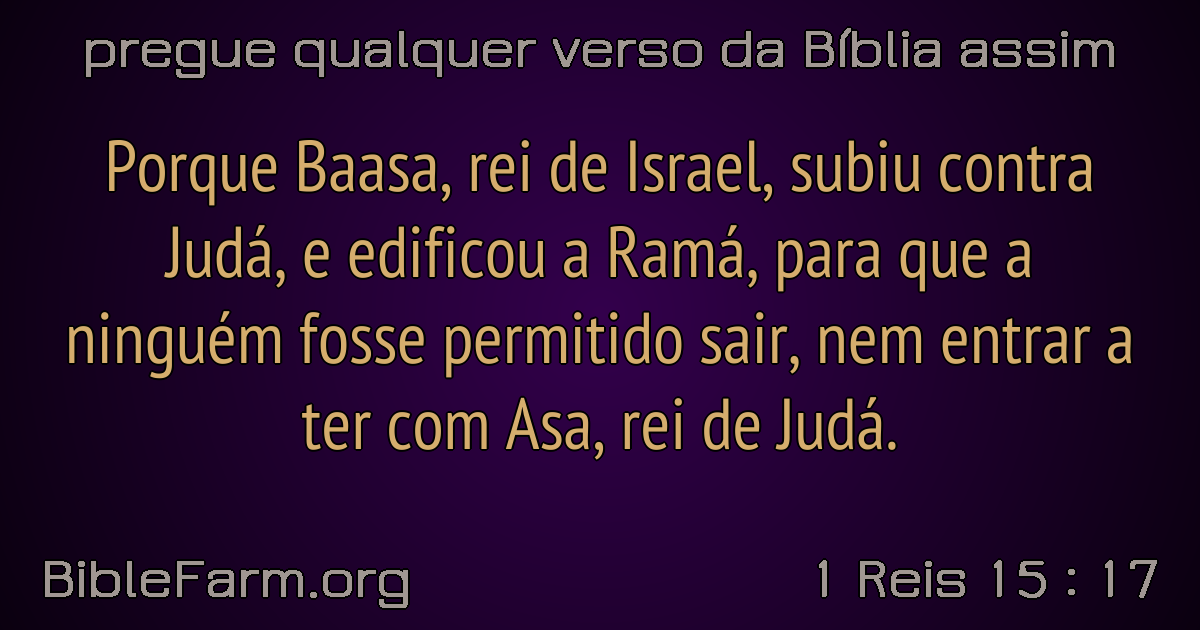 pregue qualquer verso da Bíblia assim
Porque Baasa, rei de Israel, subiu contra
Judá, e edificou a Ramá, para que a
ninguém fosse permitido sair, nem entrar a
ter com Asa, rei de Judá.
BibleFarm.org
1 Reis 15 : 17